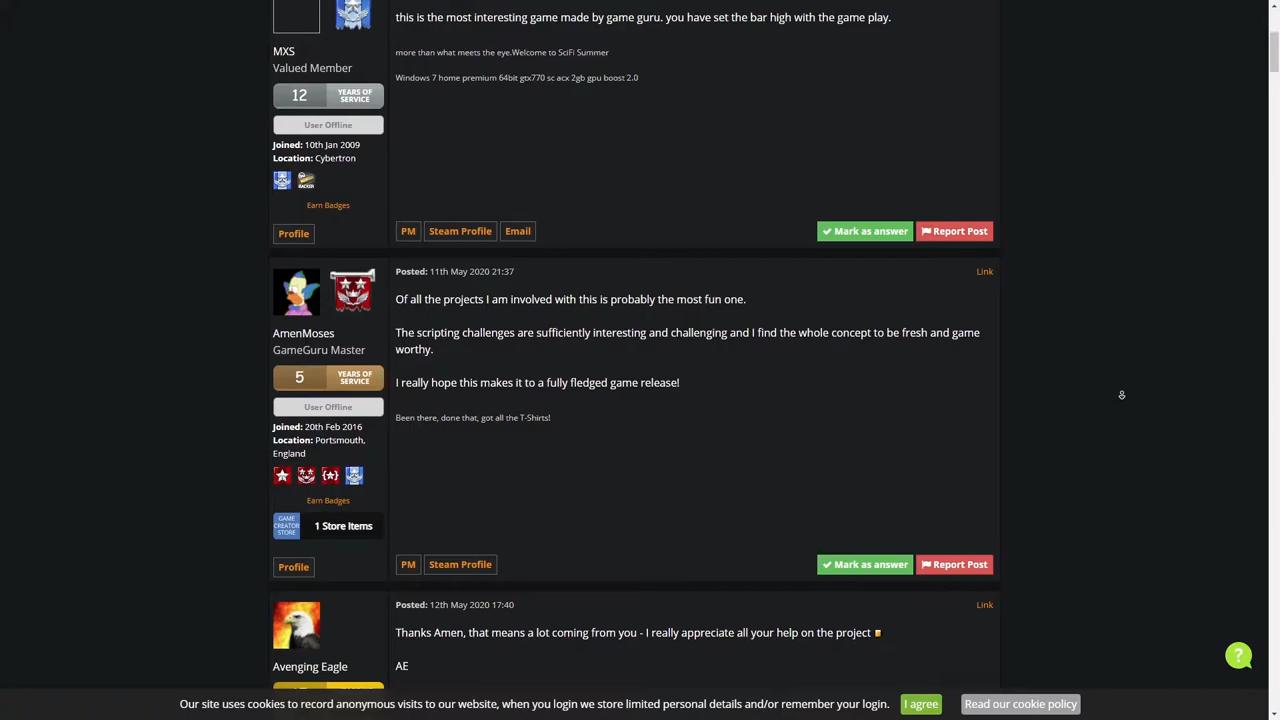 this is the most interesting game made by game guru. you have set the bar high with the game play.
more than what meets the eye.Welcome to SciFi Summer
Windows 7 home premium 64bit gtx770 sc acx 2gb gpu boost 2.0
MXS
Valued Member
12 YEARS OF SERVICE
User Offline
Joined: 10th Jan 2009
Location: Cybertron
Earn Badges
Profile
PM Steam Profile Email
Mark as answer Report Post
Posted: 11th May 2020 21:37
Link
Of all the projects I am involved with this is probably the most fun one.
The scripting challenges are sufficiently interesting and challenging and I find the whole concept to be fresh and game
worthy.
I really hope this makes it to a fully fledged game release!
Been there, done that, got all the T-Shirts!
AmenMoses
GameGuru Master
5 YEARS OF SERVICE
User Offline
Joined: 20th Feb 2016
Location: Portsmouth,
England
Earn Badges
GAME CREATOR STORE
1 Store Items
Profile
PM Steam Profile
Mark as answer Report Post
Posted: 12th May 2020 17:40
Link
Thanks Amen, that means a lot coming from you - I really appreciate all your help on the project
AE
Avenging Eagle
?
Our site uses cookies to record anonymous visits to our website, when you login we store limited personal details and/or remember your login.
I agree
Read our cookie policy